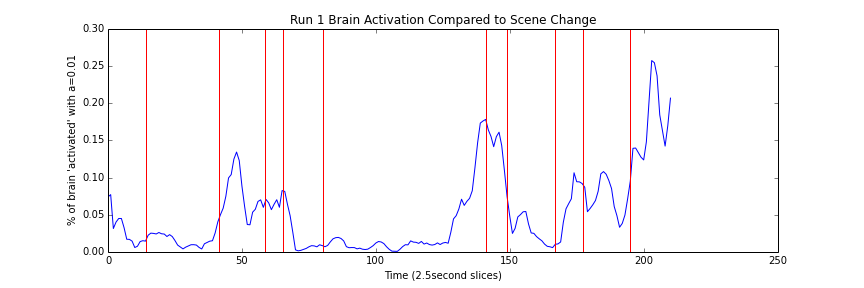 Run 1 Brain Activation Compared to Scene Change
% of brain 'activated' with a=0.01
0.30
0.25
0.20
0.15
0.10
0.05
0.00
0 50 100 150 200 250
Time (2.5second slices)